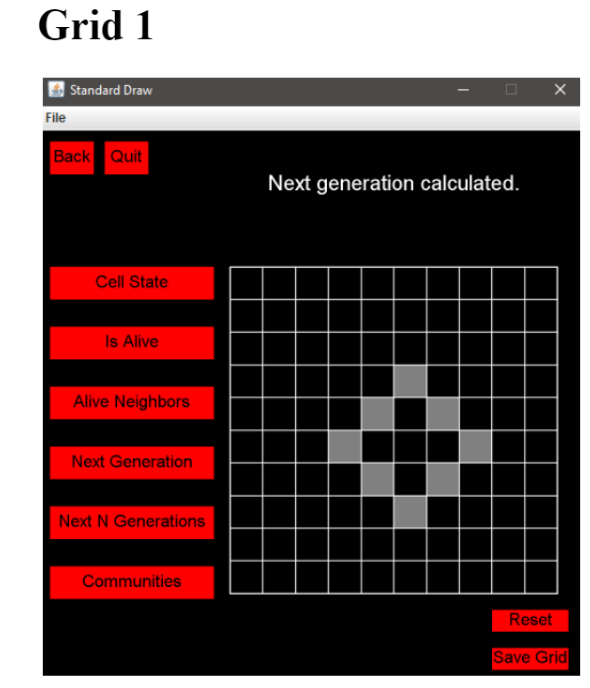 Grid 1
Standard Draw
File
Back Quit
Next generation calculated.
Cell State
Is Alive
Alive Neighbors
Next Generation
Next N Generations
Communities
Reset
Save Grid